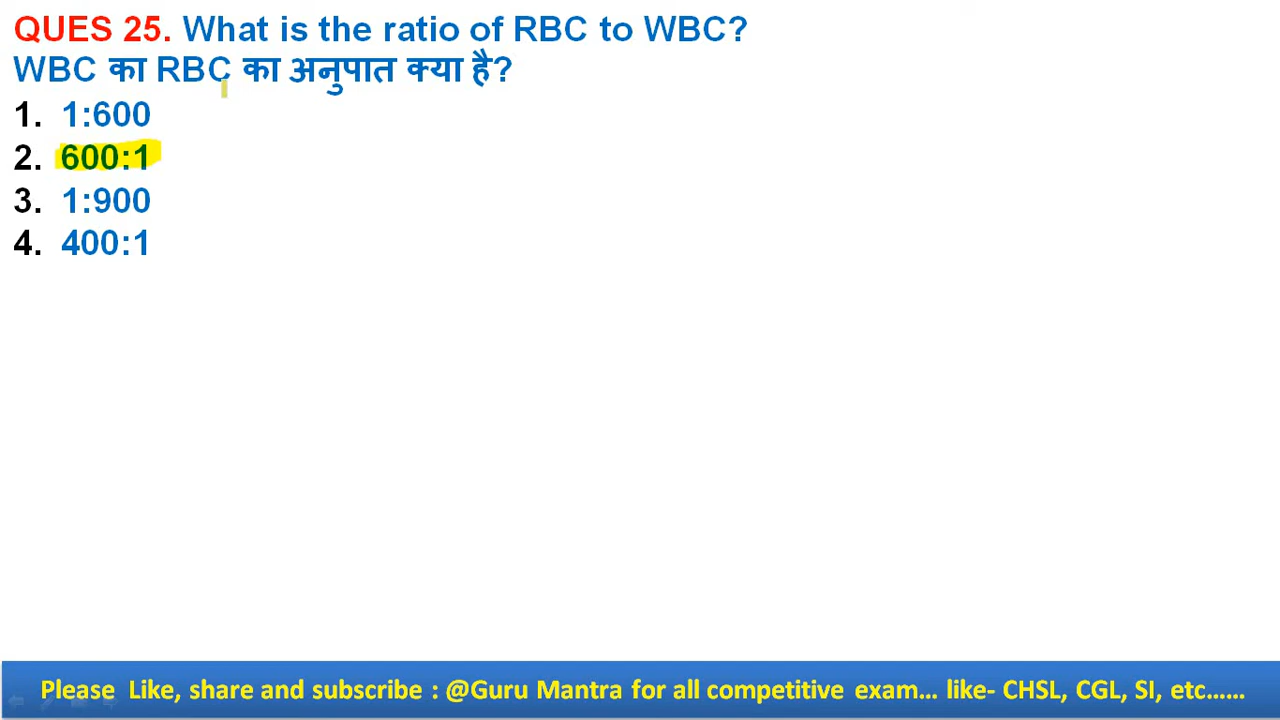 QUES 25. What is the ratio of RBC to WBC?
WBC का RBC का अनुपात क्या है?
1. 1:600
2. 600:1
3. 1:900
4. 400:1
Please Like, share and subscribe : @Guru Mantra for all competitive exam... like- CHSL, CGL, SI, etc......